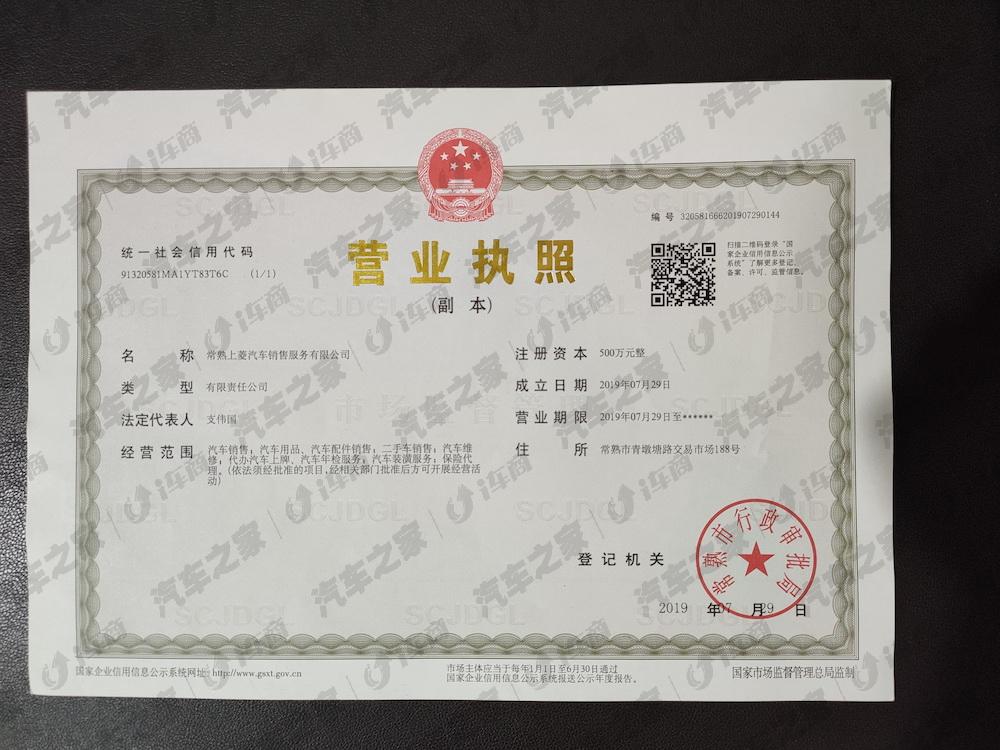 编号 320581666201907290144
统一社会信用代码
91320581MA1YT83T6C (1/1)
营业执照
(副本)
扫描二维码登录“国
家企业信用信息公示
系统”了解更多登记、
备案、许可、监管信息。
名称 常熟上菱汽车销售服务有限公司
类型 有限责任公司
法定代表人 支伟国
经营范围 汽车销售;汽车用品、汽车配件销售;二手车销售;汽车维
修;代办汽车上牌、汽车年检服务,汽车装潢服务;保险代
理。(依法须经批准的项目,经相关部门批准后方可开展经营活
动)
注册资本 500万元整
成立日期 2019年07月29日
营业期限 2019年07月29日至******
住所 常熟市青墩塘路交易市场188号
登记机关
常熟市行政审批局
2019 年07 月29 日
国家企业信用信息公示系统网址: http://www.gsxt.gov.cn
市场主体应当于每年1月1日至6月30日通过
国家企业信用信息公示系统报送公示年度报告。
国家市场监督管理总局监制
汽车之家
i车商
SCJDGL